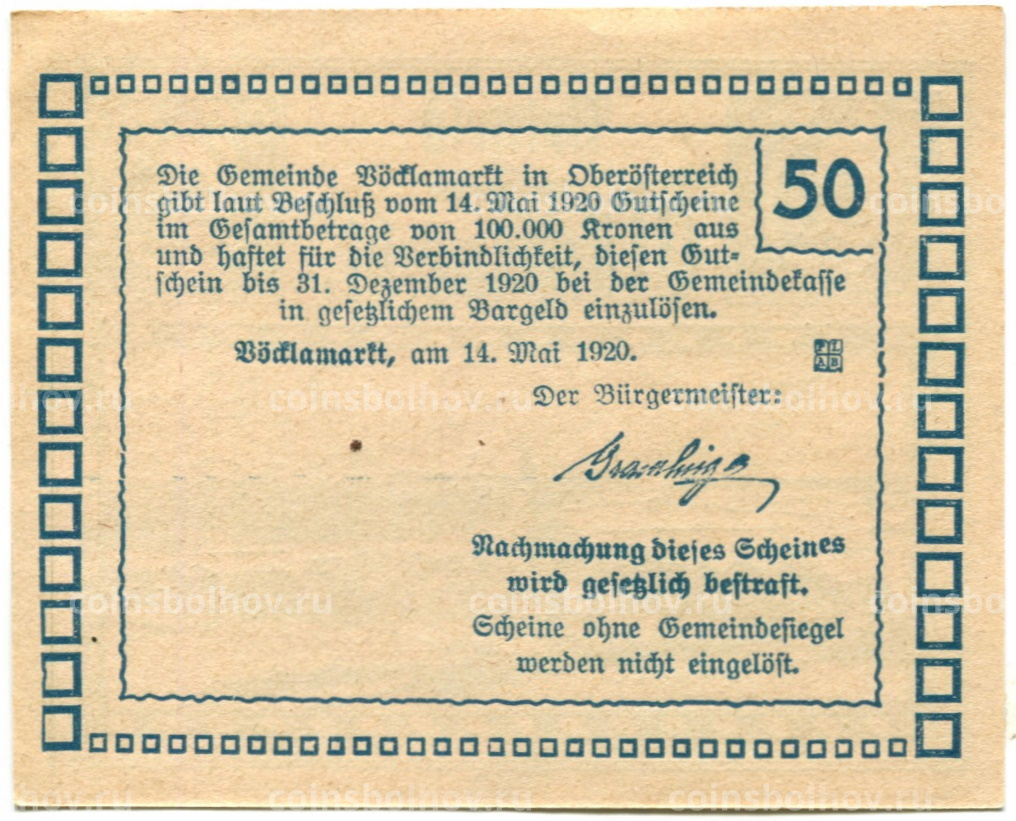 Die Gemeinde Vöcklamarkt in Oberösterreich
50
gibt laut Beschluß vom 14. Mai 1920 Gutscheine
im Gesamtbetrage von 100.000 Kronen aus
und haftet für die Verbindlichkeit, diesen Gut=
schein bis 31. Dezember 1920 bei der Gemeindekasse
in gesetzlichem Bargeld einzulösen.
Vöcklamarkt, am 14. Mai 1920.
Der Bürgermeister:
Nachmachung dieses Scheines
wird gesetzlich bestraft.
Scheine ohne Gemeindesiegel
werden nicht eingelöst.
coinsbolhov.ru